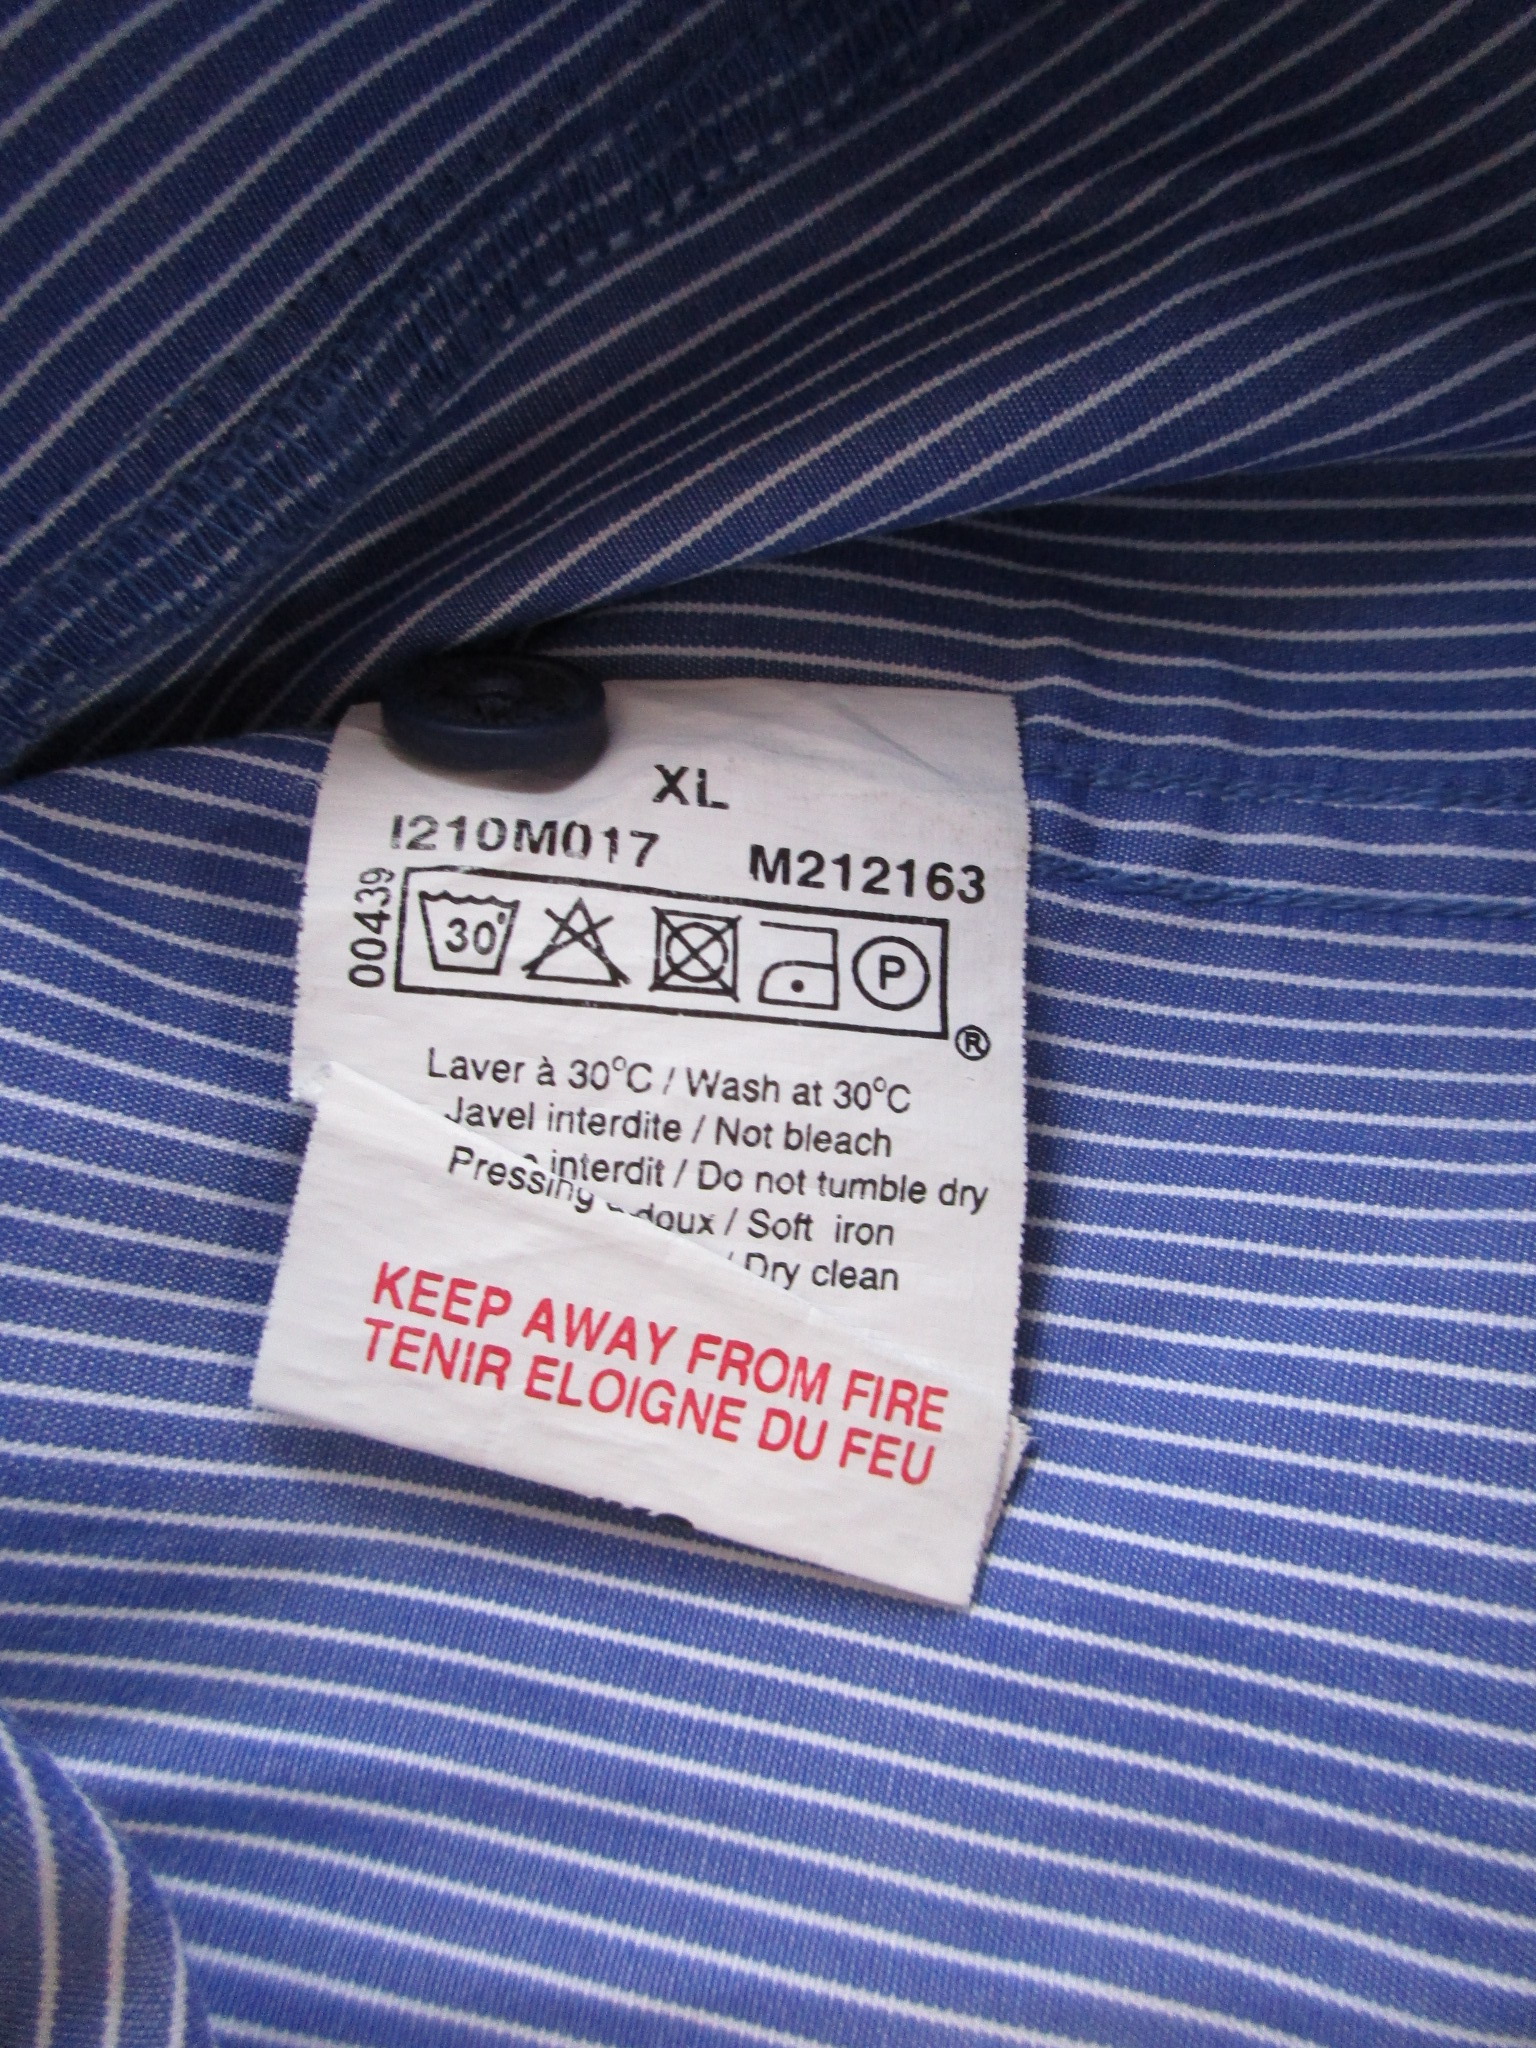 XL
I210M017 M212163
00439
30°
P
®
Laver à 30°C / Wash at 30°C
Javel interdite / Not bleach
interdit / Do not tumble dry
doux / Soft iron
Pressing / Dry clean
KEEP AWAY FROM FIRE
TENIR ELOIGNE DU FEU